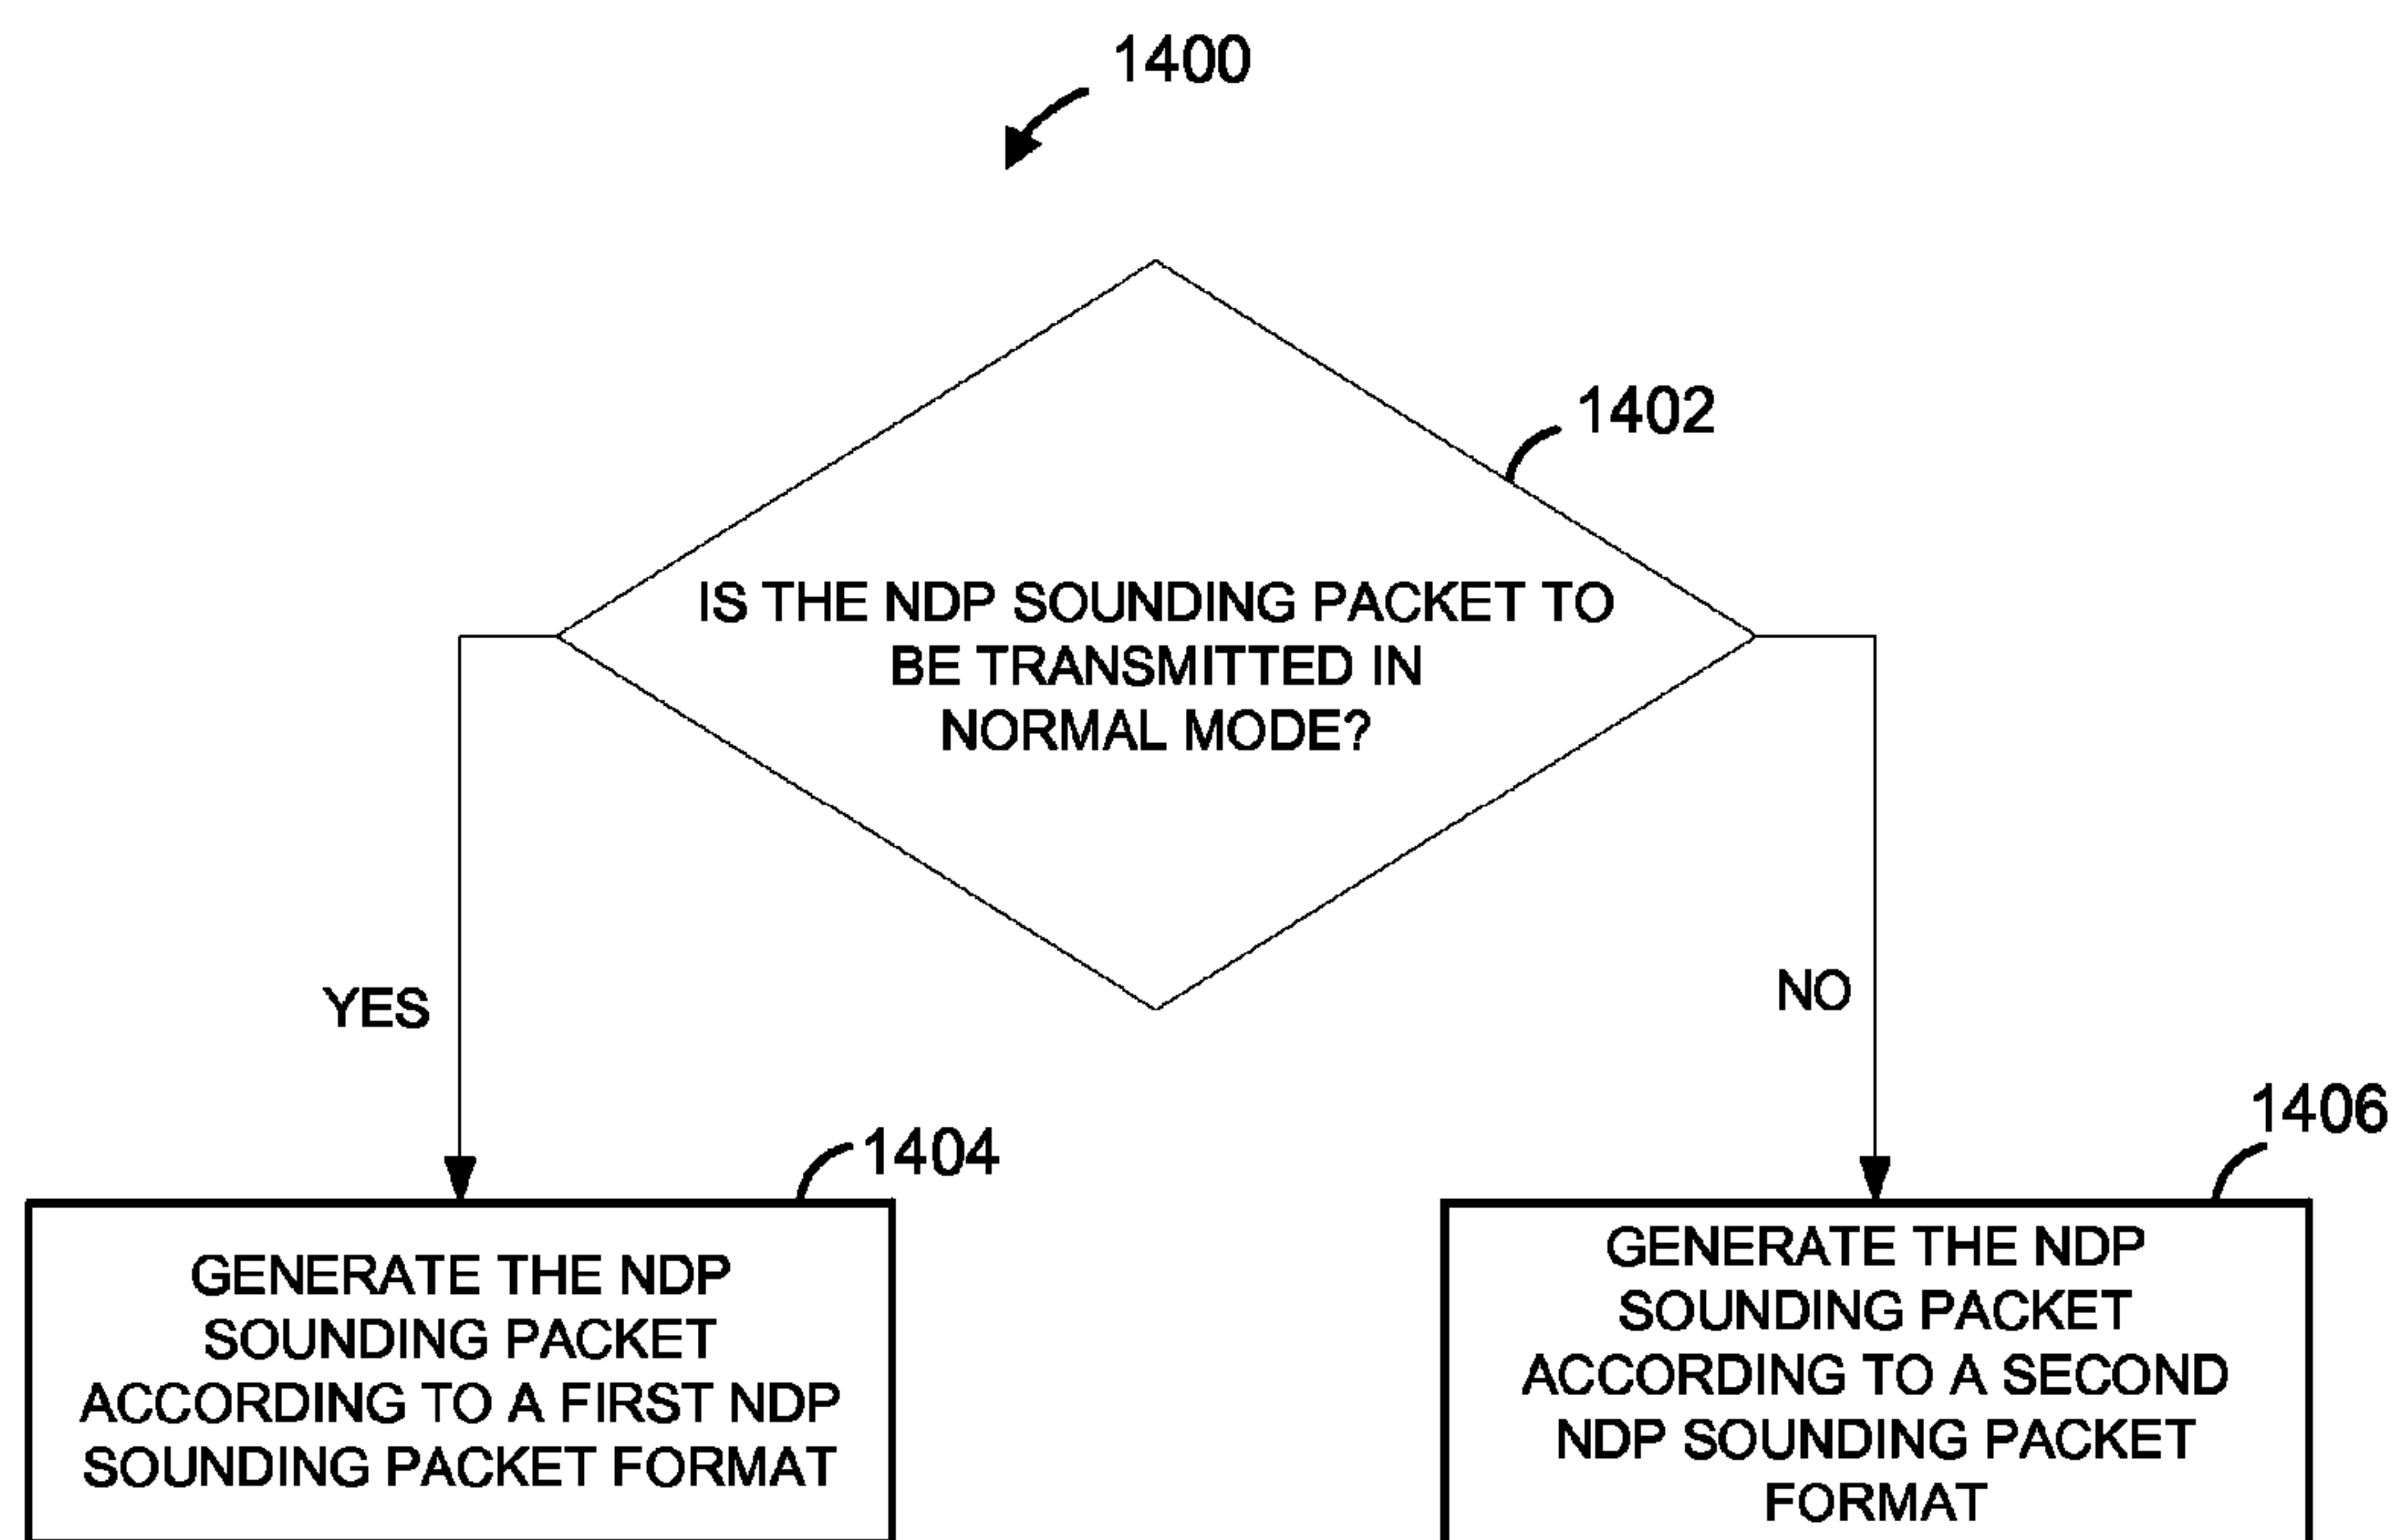 1400
1402
IS THE NDP SOUNDING PACKET TO
BE TRANSMITTED IN
NORMAL MODE?
YES
NO
1404
1406
GENERATE THE NDP
SOUNDING PACKET
ACCORDING TO A FIRST NDP
SOUNDING PACKET FORMAT
GENERATE THE NDP
SOUNDING PACKET
ACCORDING TO A SECOND
NDP SOUNDING PACKET
FORMAT